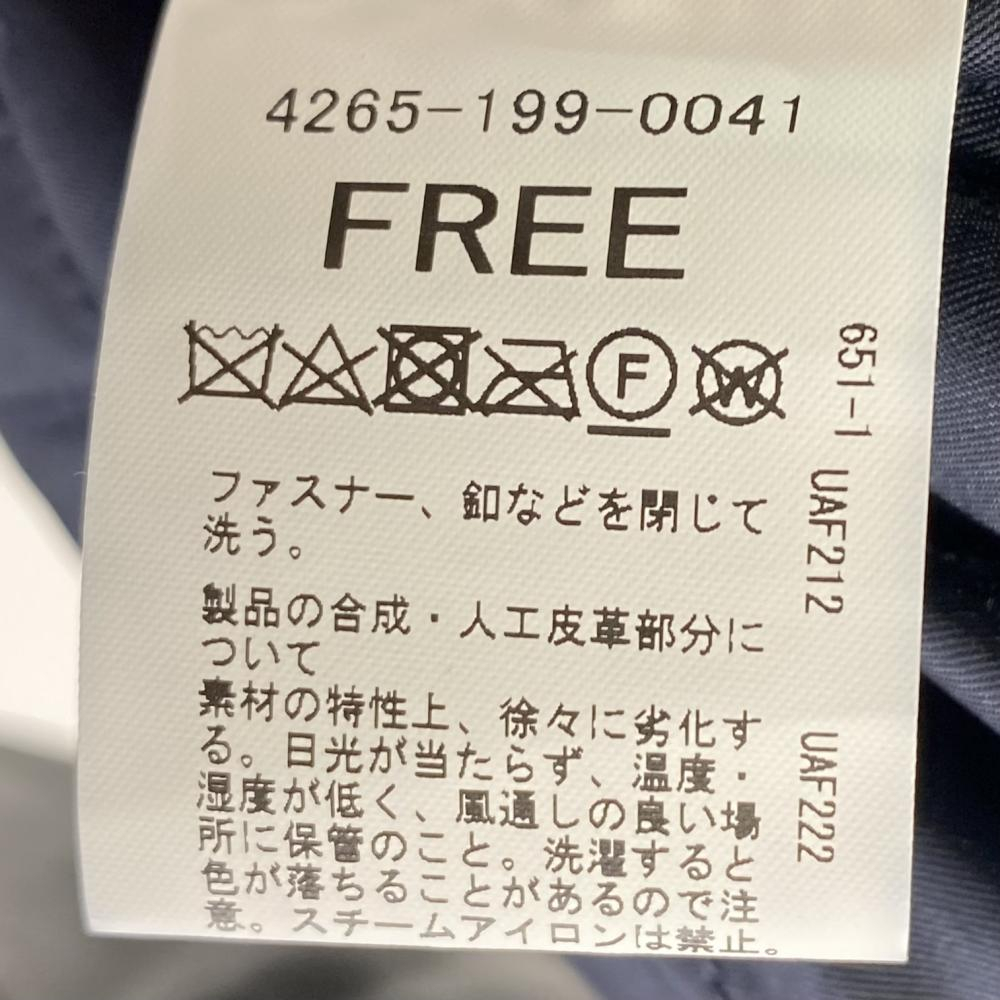 4265-199-0041
FREE
F W
ファスナー、釦などを閉じて
洗う。
製品の合成・人工皮革部分に
ついて
素材の特性上、徐々に劣化す
る。日光が当たらず、温度・
湿度が低く、風通しの良い場
所に保管のこと。洗濯すると
色が落ちることがあるので注
意。スチームアイロンは禁止。
651-1 UAF212
UAF222